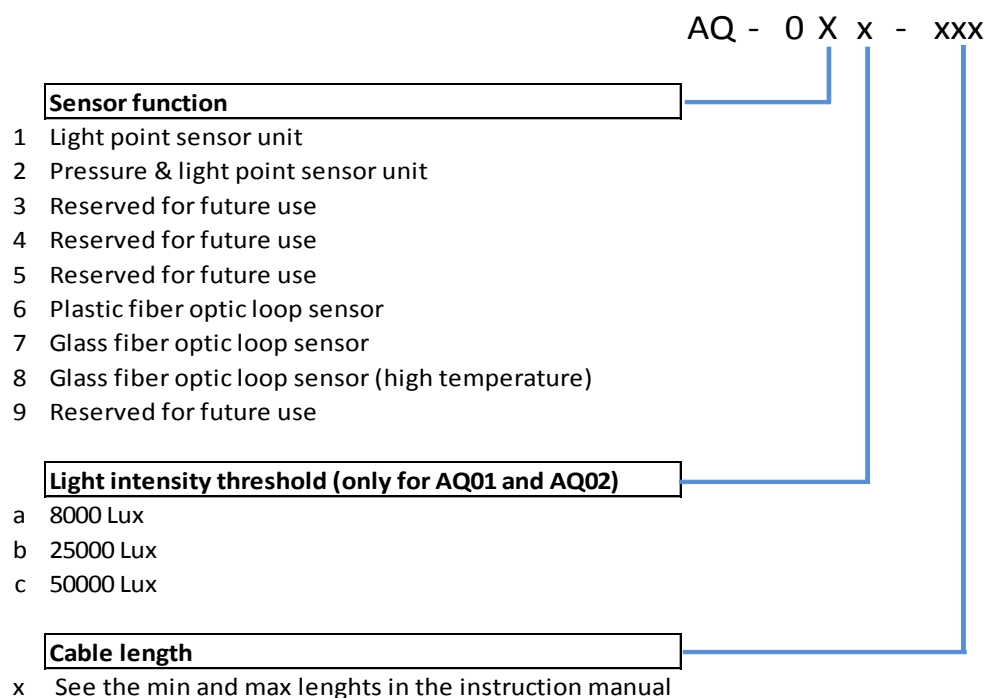 AQ - 0 X x - xxx
Sensor function
1 Light point sensor unit
2 Pressure & light point sensor unit
3 Reserved for future use
4 Reserved for future use
5 Reserved for future use
6 Plastic fiber optic loop sensor
7 Glass fiber optic loop sensor
8 Glass fiber optic loop sensor (high temperature)
9 Reserved for future use
Light intensity threshold (only for AQ01 and AQ02)
a 8000 Lux
b 25000 Lux
c 50000 Lux
Cable length
x See the min and max lenghts in the instruction manual